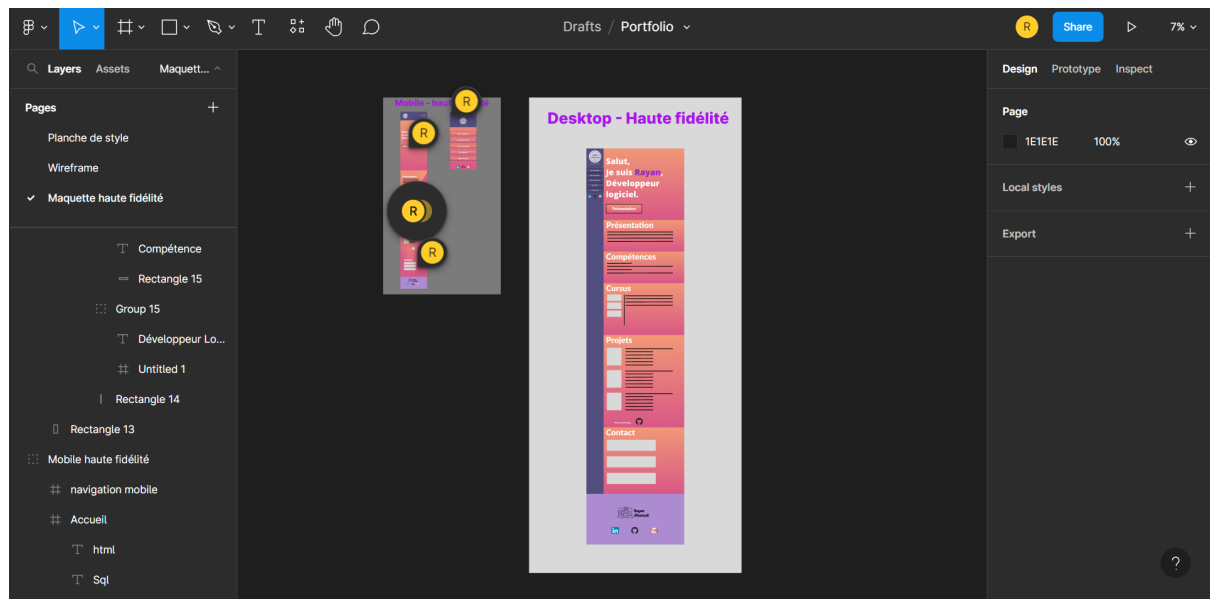 Drafts / Portfolio
R
Share
7%
Layers
Assets
Maquett...
Pages
Planche de style
Wireframe
Maquette haute fidélité
Compétence
Rectangle 15
Group 15
Développeur Lo...
Untitled 1
Rectangle 14
Rectangle 13
Mobile haute fidélité
navigation mobile
Accueil
html
Sql
Mobile - haut
R
R
R
R
Desktop - Haute fidélité
Salut,
Je suis Rayan,
Développeur
logiciel.
Présentation
Présentation
Compétences
Cursus
Projets
Contact
Design
Prototype
Inspect
Page
1E1E1E
100%
Local styles
Export
?